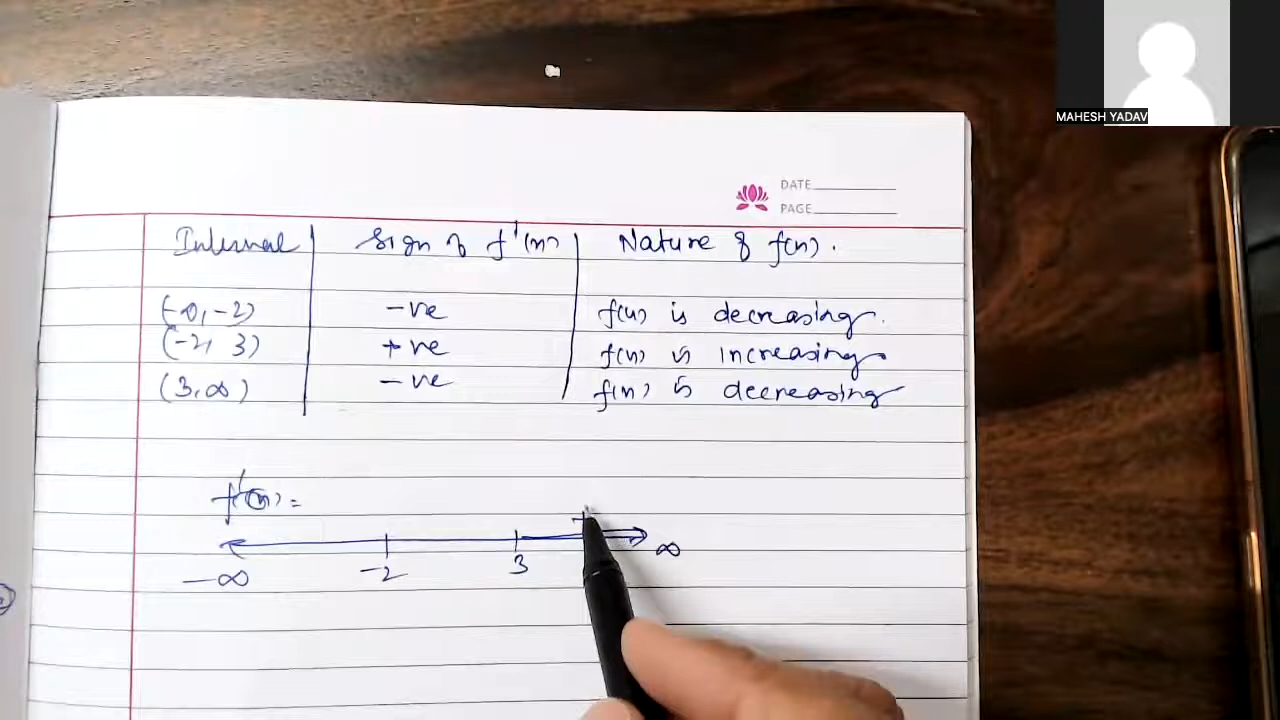 DATE
PAGE
MAHESH YADAV
Interval Sign of f'(n) Nature of f(n).
(-∞, -2) -ve f(n) is decreasing.
(-2, 3) +ve f(n) is increasing
(3, ∞) -ve f(n) is decreasing
f'(n) =
-∞ -2 3 ∞